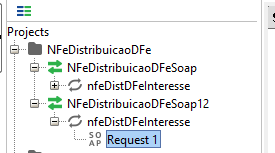 Projects
NFeDistribuicaoDFe
NFeDistribuicaoDFeSoap
nfeDistDFeInteresse
NFeDistribuicaoDFeSoap12
nfeDistDFeInteresse
SO
AP Request 1